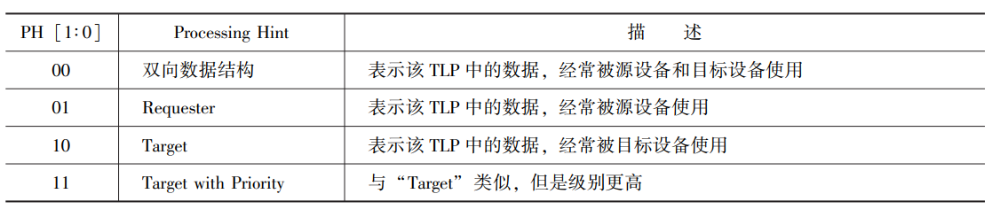 PH [1:0] Processing Hint 描 述
00 双向数据结构 表示该 TLP 中的数据，经常被源设备和目标设备使用
01 Requester 表示该 TLP 中的数据，经常被源设备使用
10 Target 表示该 TLP 中的数据，经常被目标设备使用
11 Target with Priority 与“Target”类似，但是级别更高